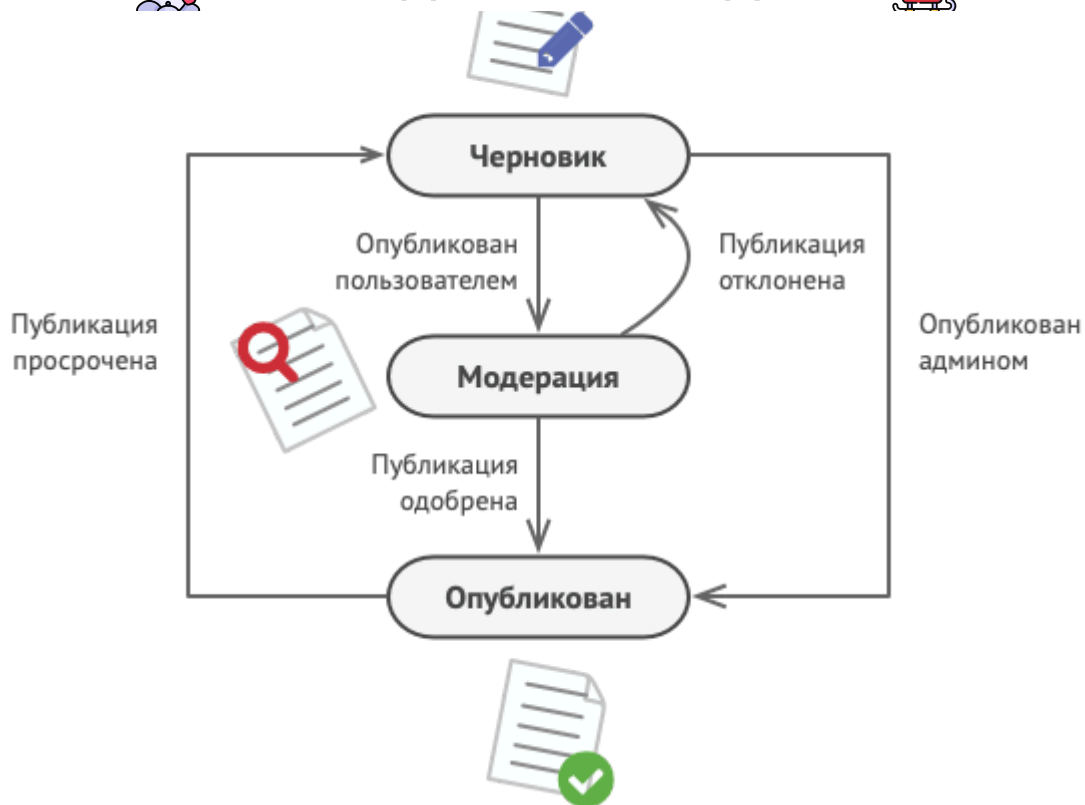 Черновик
Опубликован
пользователем
Публикация
отклонена
Публикация
просрочена
Опубликован
админом
Модерация
Публикация
одобрена
Опубликован